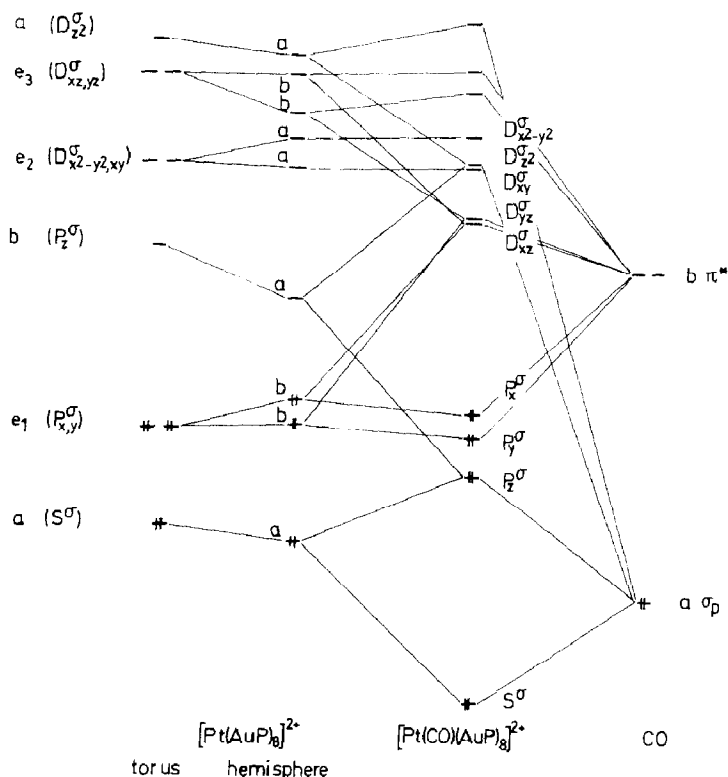 a (D^σ_z2)
e₃ (D^σ_xz,yz)
e₂ (D^σ_x2-y2,xy)
b (P^σ_z)
e₁ (P^σ_x,y)
a (S^σ)
a
b
b
a
a
a
b
b
a
D^σ_x2-y2
D^σ_z2
D^σ_xy
D^σ_yz
D^σ_xz
P^σ_x
P^σ_y
P^σ_z
S^σ
b π*
a σ_p
[Pt(AuP)₈]²⁺
[Pt(CO)(AuP)₈]²⁺
CO
torus
hemisphere